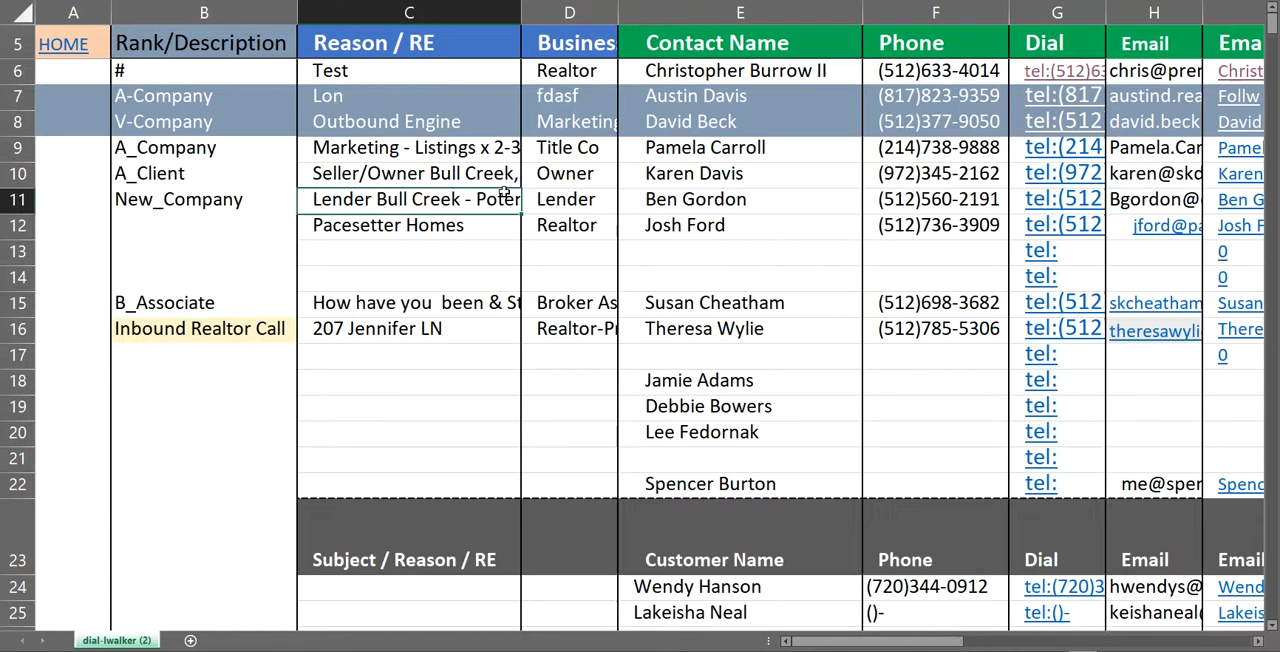 A B C D E F G H
5 HOME Rank/Description Reason / RE Busines Contact Name Phone Dial Email Ema
6 # Test Realtor Christopher Burrow II (512)633-4014 tel:(512)63 chris@pren Christ
7 A-Company Lon fdasf Austin Davis (817)823-9359 tel:(817 austind.rea Follw
8 V-Company Outbound Engine Marketing David Beck (512)377-9050 tel:(512 david.beck David
9 A_Company Marketing - Listings x 2-3 Title Co Pamela Carroll (214)738-9888 tel:(214 Pamela.Car Pamel
10 A_Client Seller/Owner Bull Creek, Owner Karen Davis (972)345-2162 tel:(972 karen@skd Karen
11 New_Company Lender Bull Creek - Potter Lender Ben Gordon (512)560-2191 tel:(512 Bgordon@ Ben G
12 Pacesetter Homes Realtor Josh Ford (512)736-3909 tel:(512 jford@pa Josh F
13 tel: 0
14 tel: 0
15 B_Associate How have you been & St Broker As Susan Cheatham (512)698-3682 tel:(512 skcheatham Susan
16 Inbound Realtor Call 207 Jennifer LN Realtor-Pr Theresa Wylie (512)785-5306 tel:(512 theresawyli There
17 tel: 0
18 Jamie Adams tel:
19 Debbie Bowers tel:
20 Lee Fedornak tel:
21 tel:
22 Spencer Burton tel: me@spen Spenc
23 Subject / Reason / RE Customer Name Phone Dial Email Email
24 Wendy Hanson (720)344-0912 tel:(720)3 hwendys@ Wend
25 Lakeisha Neal ()- tel:()- keishaneal Lakeis
dial-lwalker (2)